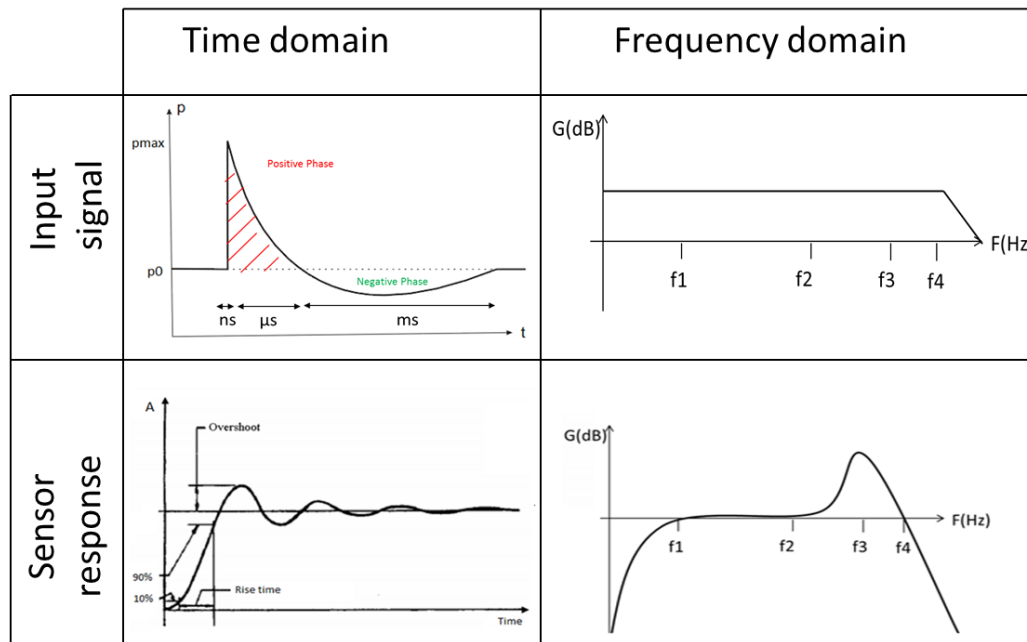 Time domain
Frequency domain
Input
signal
p
pmax
Positive Phase
p0
Negative Phase
ns
µs
ms
t
G(dB)
F(Hz
f1
f2
f3
f4
Sensor
response
A
Overshoot
90%
10%
Rise time
Time
G(dB)
F(Hz)
f1
f2
f3
f4